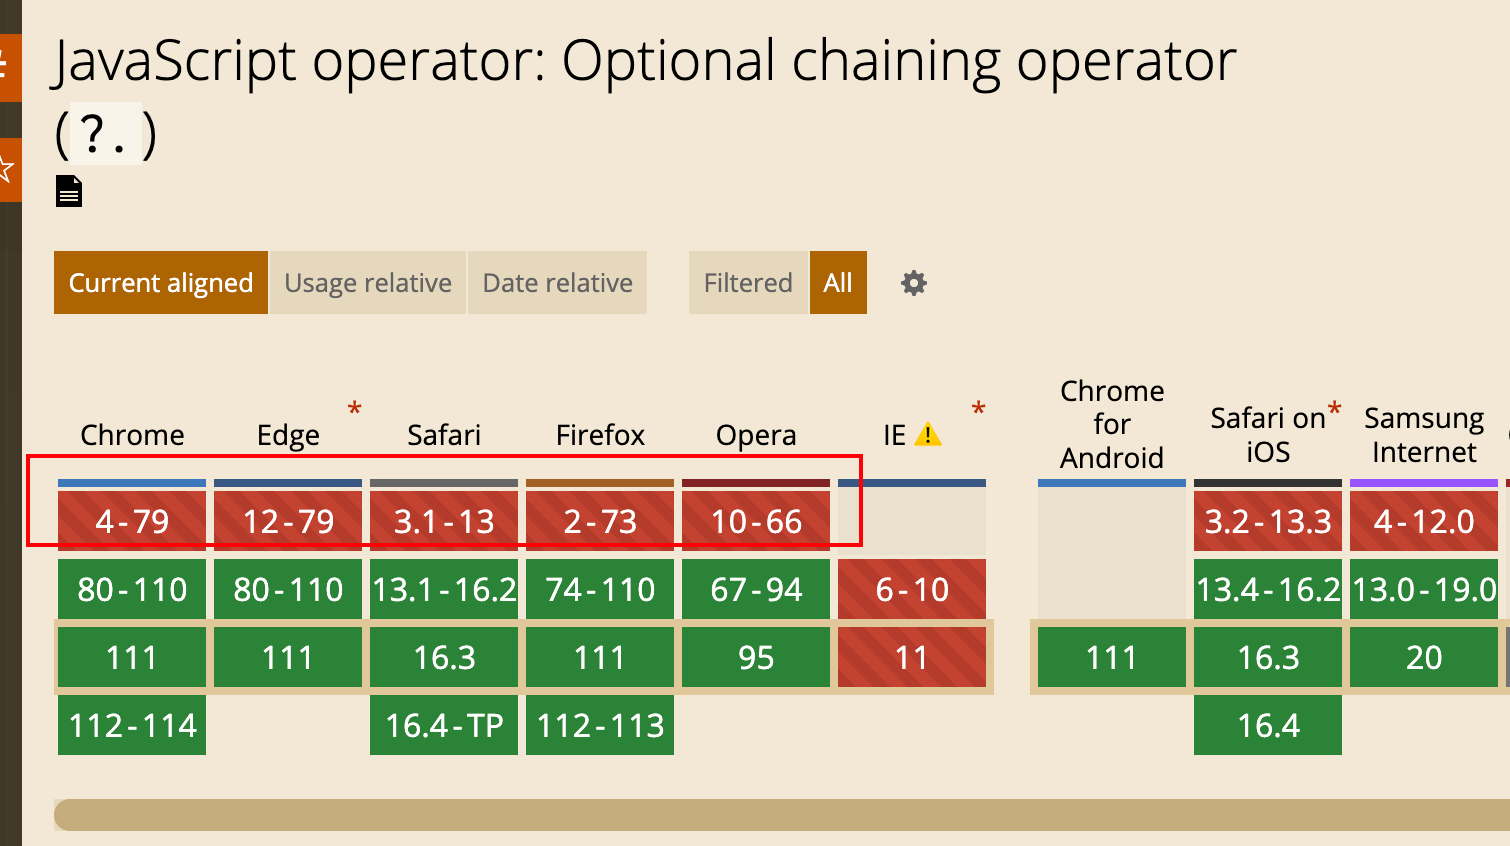 JavaScript operator: Optional chaining operator
(?.)
Current aligned Usage relative Date relative Filtered All
Chrome Edge * Safari Firefox Opera IE * Chrome for Android Safari on iOS * Samsung Internet
4-79 12-79 3.1-13 2-73 10-66 3.2-13.3 4-12.0
80-110 80-110 13.1-16.2 74-110 67-94 6-10 13.4-16.2 13.0-19.0
111 111 16.3 111 95 11 111 16.3 20
112-114 16.4-TP 112-113 16.4